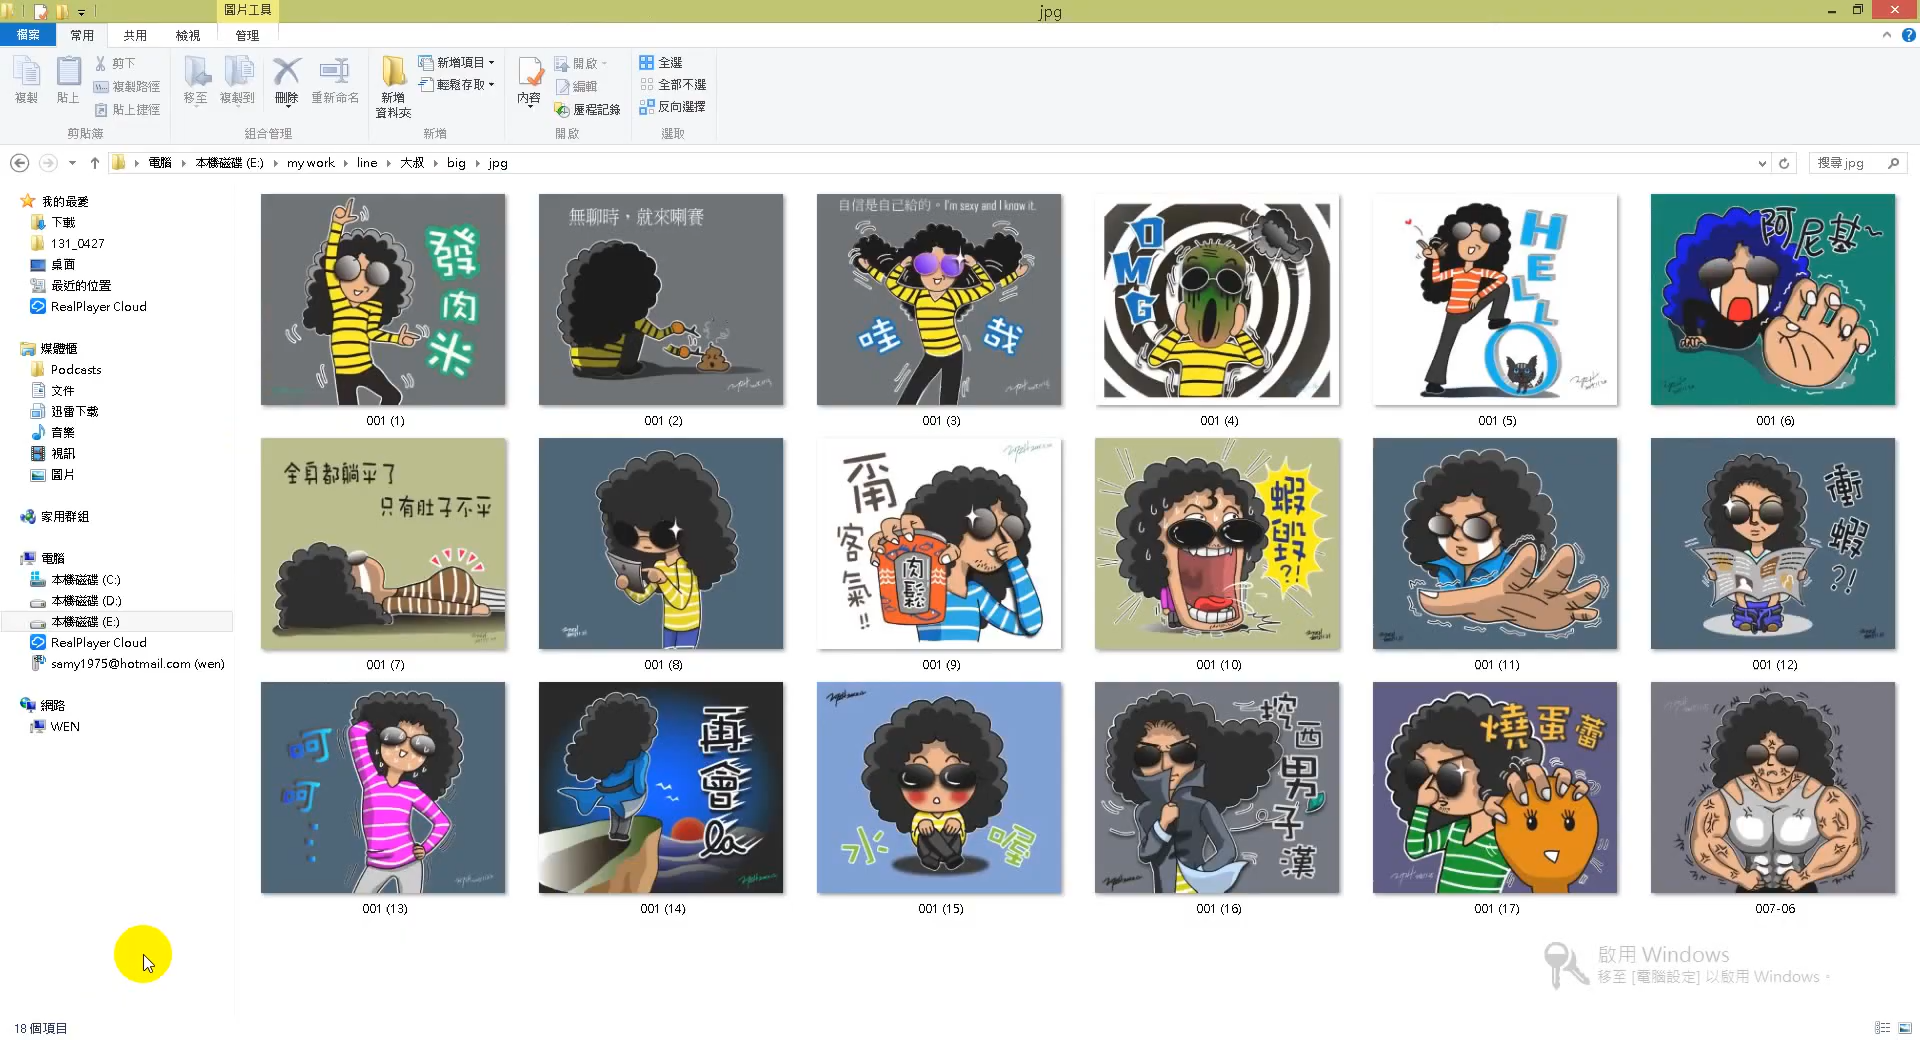 圖片工具
jpg
檔案
常用
共用
檢視
管理
複製
貼上
剪下
複製路徑
貼上捷徑
剪貼簿
移至
複製到
刪除
重新命名
組合管理
新增
資料夾
新增項目
輕鬆存取
新增
內容
開啟
編輯
歷程記錄
開啟
全選
全部不選
反向選擇
選取
電腦
本機磁碟 (E:)
my work
line
大叔
big
jpg
搜尋 jpg
我的最愛
下載
131_0427
桌面
最近的位置
RealPlayer Cloud
媒體櫃
Podcasts
文件
迅雷下載
音樂
視訊
圖片
家用群組
電腦
本機磁碟 (C:)
本機磁碟 (D:)
本機磁碟 (E:)
RealPlayer Cloud
samy1975@hotmail.com (wen)
網路
WEN
發肉米
001 (1)
無聊時，就來喇賽
001 (2)
自信是自己給的。I'm sexy and I know it.
哇哉
001 (3)
OMG
001 (4)
HELLO
001 (5)
阿尼基~
001 (6)
全身都躺平了
只有肚子不平
001 (7)
001 (8)
甮客氣!!
肉鬆
001 (9)
蝦毀?!
001 (10)
001 (11)
衝蝦?!
001 (12)
呵呵...
001 (13)
再會la
001 (14)
水喔
001 (15)
挖西男子漢
001 (16)
燒蛋蕾
001 (17)
007-06
啟用 Windows
移至 [電腦設定] 以啟用 Windows。
18 個項目